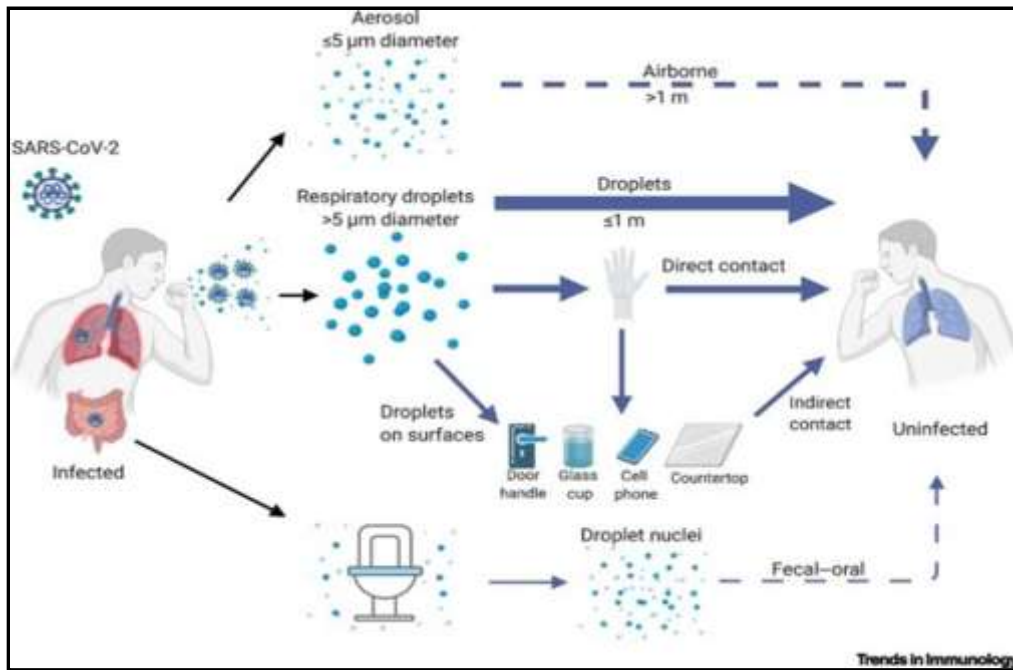 Aerosol
≤5 µm diameter
Airborne
>1 m
SARS-CoV-2
Respiratory droplets
>5 µm diameter
Droplets
≤1 m
Direct contact
Droplets
on surfaces
Indirect
contact
Door
handle
Glass
cup
Cell
phone
Countertop
Infected
Uninfected
Droplet nuclei
Fecal–oral
Trends in Immunology